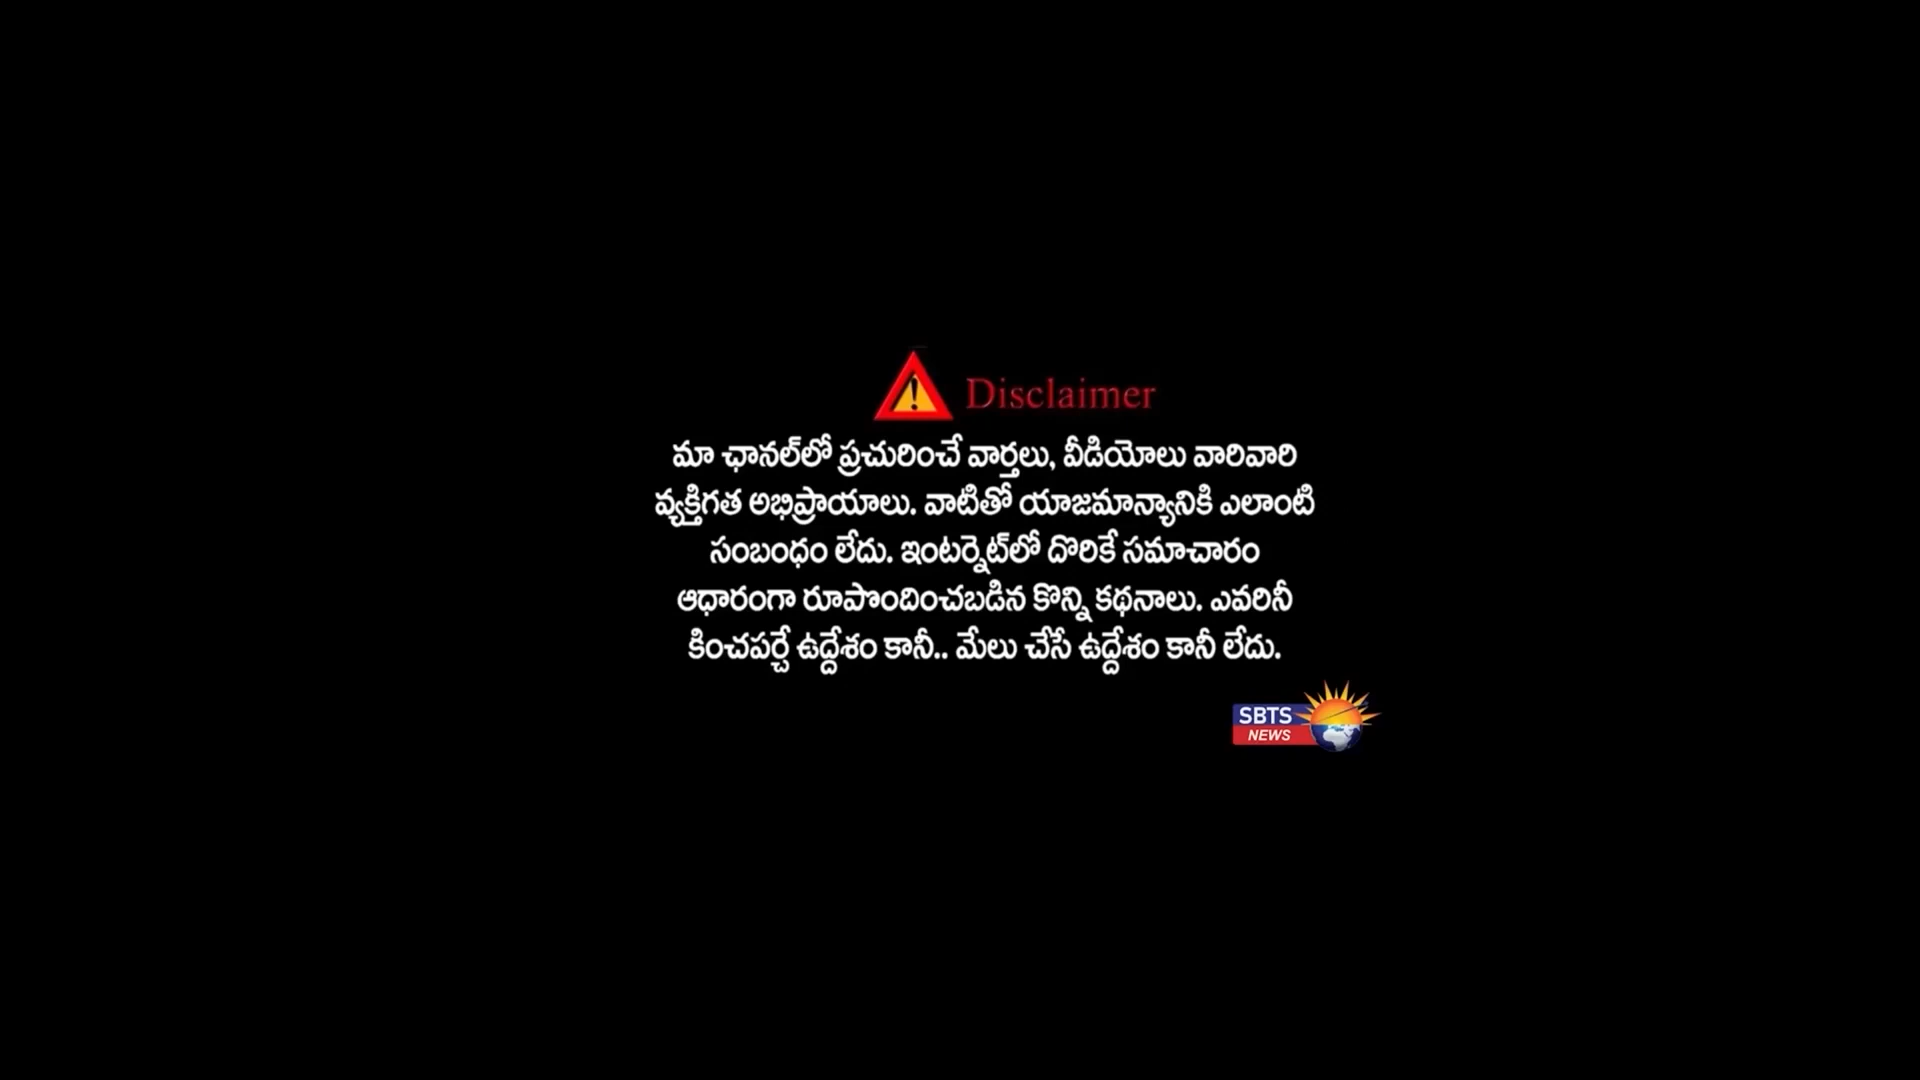 Disclaimer
మా ఛానల్‌లో ప్రచురించే వార్తలు, వీడియోలు వారివారి
వ్యక్తిగత అభిప్రాయాలు. వాటితో యాజమాన్యానికి ఎలాంటి
సంబంధం లేదు. ఇంటర్నెట్‌లో దొరికే సమాచారం
ఆధారంగా రూపొందించబడిన కొన్ని కథనాలు. ఎవరినీ
కించపర్చే ఉద్దేశం కానీ.. మేలు చేసే ఉద్దేశం కానీ లేదు.
SBTS
NEWS